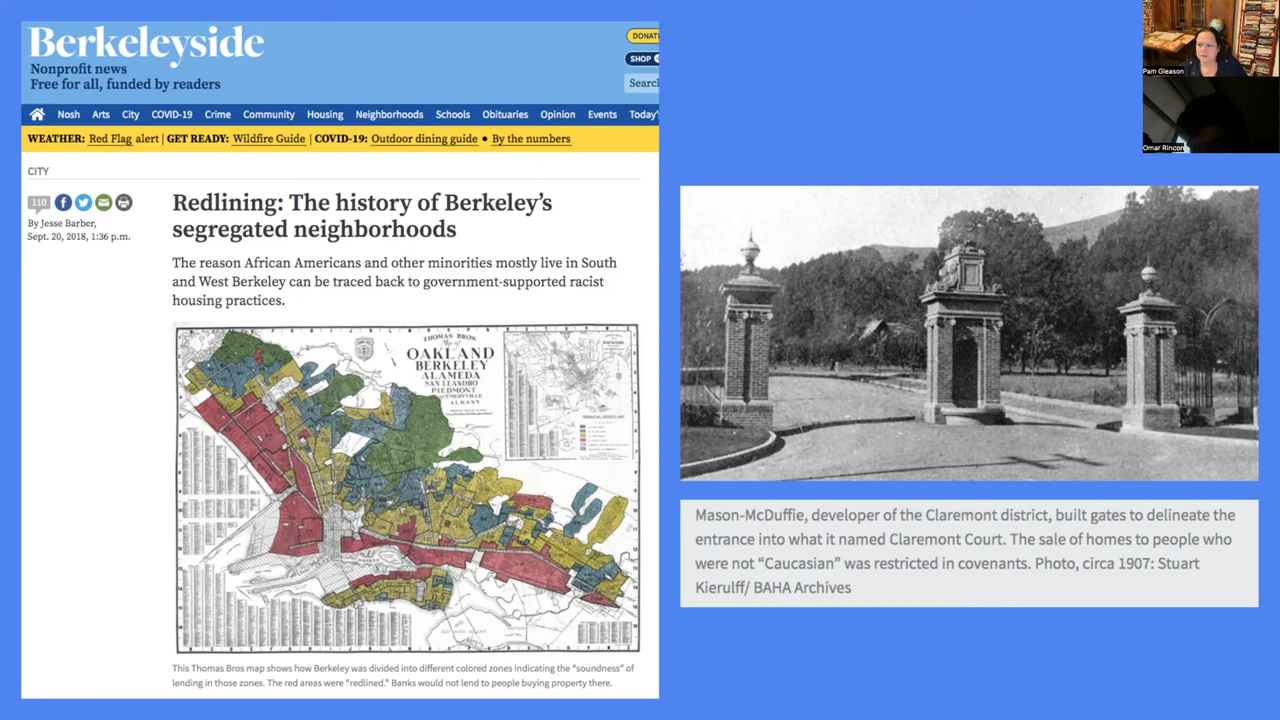 Berkeleyside
Nonprofit news
Free for all, funded by readers
DONATE
SHOP
Search
Nosh Arts City COVID-19 Crime Community Housing Neighborhoods Schools Obituaries Opinion Events Today's
WEATHER: Red Flag alert | GET READY: Wildfire Guide | COVID-19: Outdoor dining guide • By the numbers
CITY
110
By Jesse Barber,
Sept. 20, 2018, 1:36 p.m.
Redlining: The history of Berkeley’s
segregated neighborhoods
The reason African Americans and other minorities mostly live in South
and West Berkeley can be traced back to government-supported racist
housing practices.
THOMAS BROS.
Map of
OAKLAND
BERKELEY
ALAMEDA
SAN LEANDRO
PIEDMONT
EMERYVILLE
ALBANY
This Thomas Bros map shows how Berkeley was divided into different colored zones indicating the “soundness” of
lending in those zones. The red areas were “redlined.” Banks would not lend to people buying property there.
Pam Gleason
Omar Rincon
Mason-McDuffie, developer of the Claremont district, built gates to delineate the
entrance into what it named Claremont Court. The sale of homes to people who
were not “Caucasian” was restricted in covenants. Photo, circa 1907: Stuart
Kierulff/ BAHA Archives